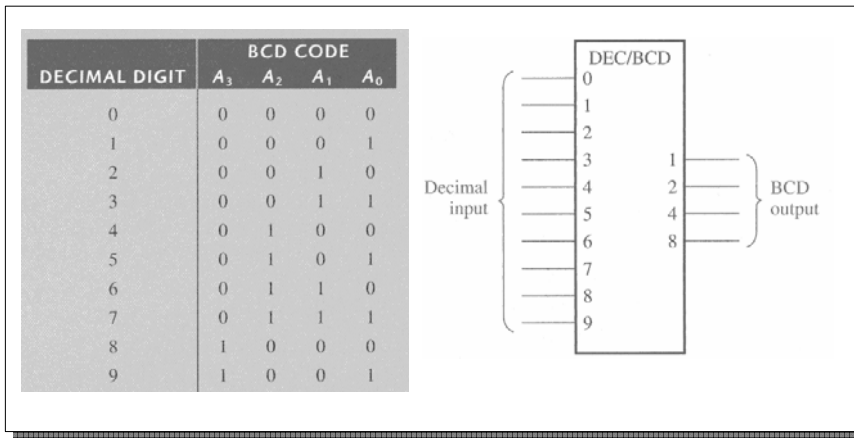 BCD CODE
DECIMAL DIGIT A3 A2 A1 A0
0 0 0 0 0
1 0 0 0 1
2 0 0 1 0
3 0 0 1 1
4 0 1 0 0
5 0 1 0 1
6 0 1 1 0
7 0 1 1 1
8 1 0 0 0
9 1 0 0 1
DEC/BCD
0
1
2
3
4
5
6
7
8
9
Decimal
input
1
2
4
8
BCD
output